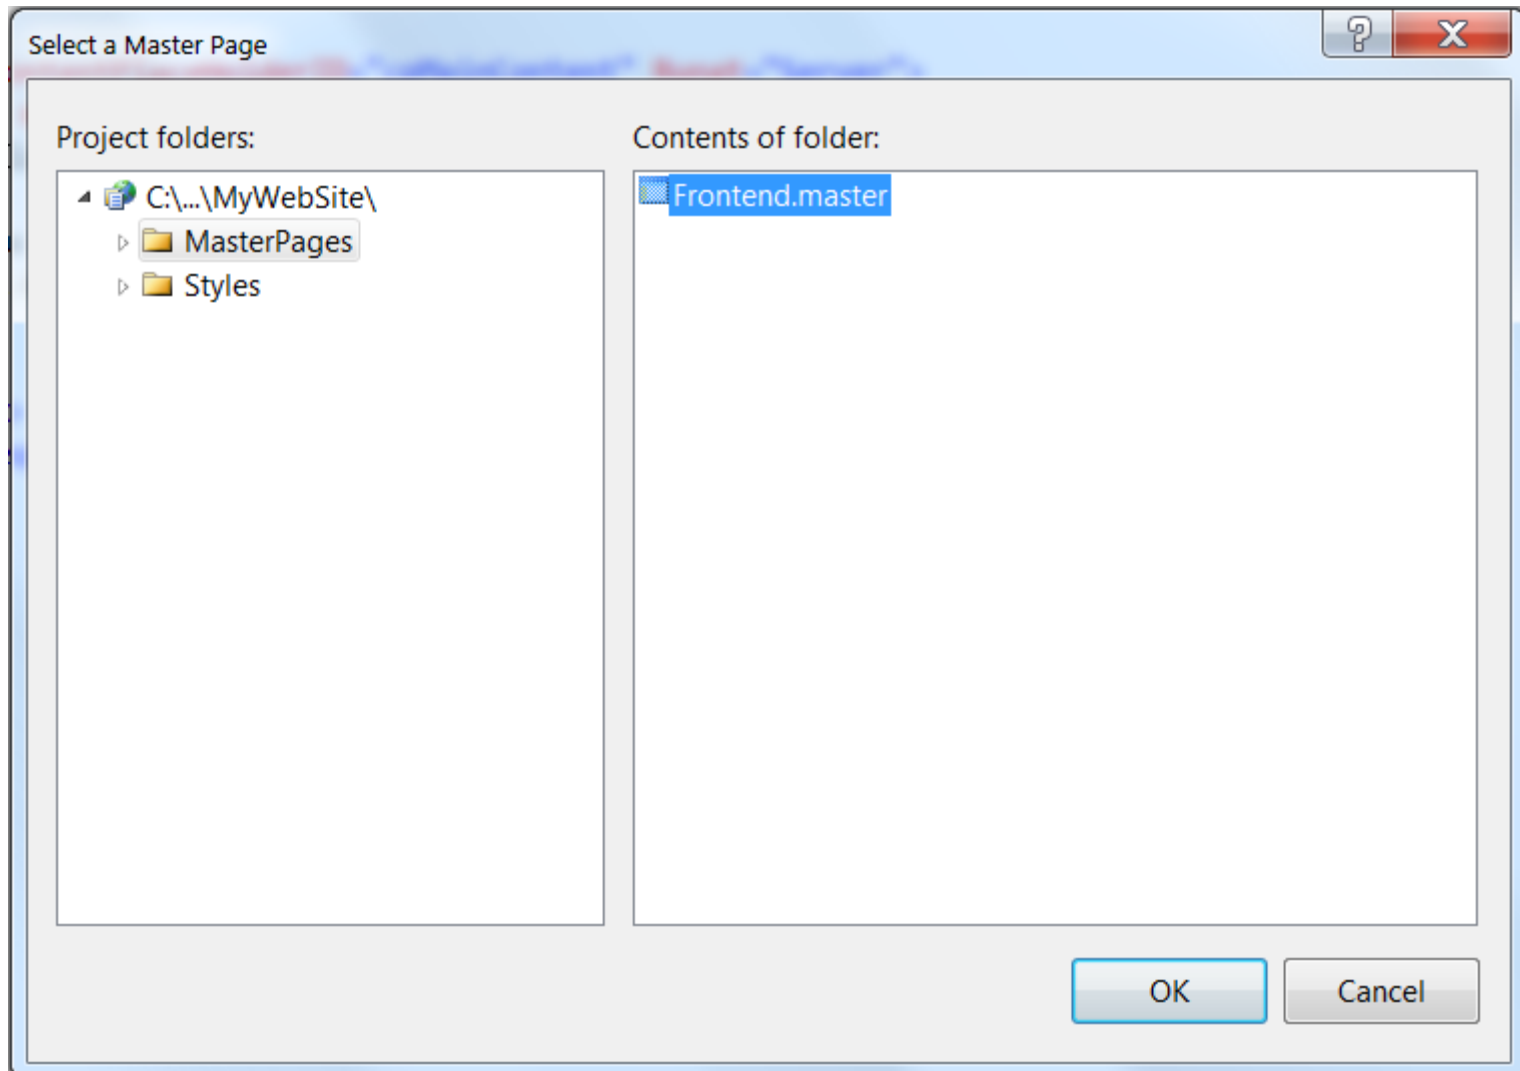 Select a Master Page
Project folders:
Contents of folder:
C:\...\MyWebSite\
MasterPages
Styles
Frontend.master
OK
Cancel